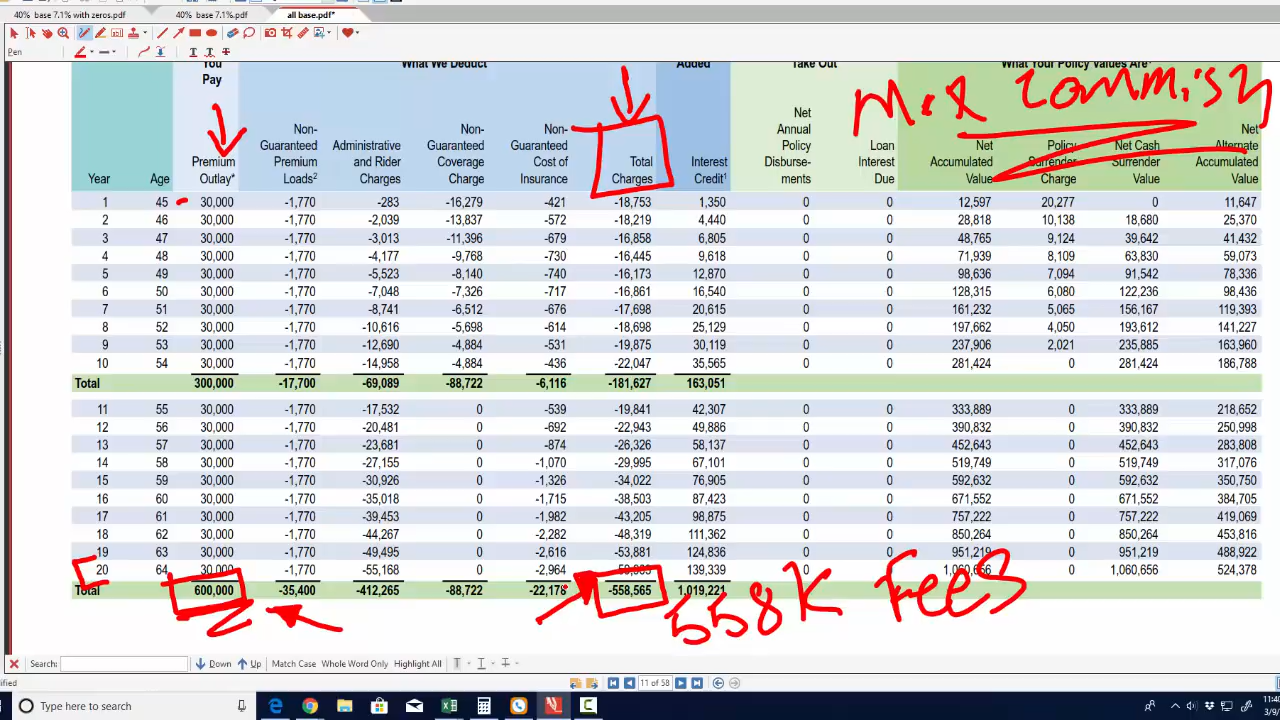 40% base 7.1% with zeros.pdf 40% base 7.1%.pdf all base.pdf*
Pen
You Pay What We Deduct Added Take Out What Your Policy Values Are
Year Age Premium Outlay* Non-Guaranteed Premium Loads² Administrative and Rider Charges Non-Guaranteed Coverage Charge Non-Guaranteed Cost of Insurance Total Charges Interest Credit¹ Net Annual Policy Disburse-ments Loan Interest Due Net Accumulated Value Policy Surrender Charge Net Cash Surrender Value Net Alternate Accumulated Value
1 45 30,000 -1,770 -283 -16,279 -421 -18,753 1,350 0 0 12,597 20,277 0 11,647
2 46 30,000 -1,770 -2,039 -13,837 -572 -18,219 4,440 0 0 28,818 10,138 18,680 25,370
3 47 30,000 -1,770 -3,013 -11,396 -679 -16,858 6,805 0 0 48,765 9,124 39,642 41,432
4 48 30,000 -1,770 -4,177 -9,768 -730 -16,445 9,618 0 0 71,939 8,109 63,830 59,073
5 49 30,000 -1,770 -5,523 -8,140 -740 -16,173 12,870 0 0 98,636 7,094 91,542 78,336
6 50 30,000 -1,770 -7,048 -7,326 -717 -16,861 16,540 0 0 128,315 6,080 122,236 98,436
7 51 30,000 -1,770 -8,741 -6,512 -676 -17,698 20,615 0 0 161,232 5,065 156,167 119,393
8 52 30,000 -1,770 -10,616 -5,698 -614 -18,698 25,129 0 0 197,662 4,050 193,612 141,227
9 53 30,000 -1,770 -12,690 -4,884 -531 -19,875 30,119 0 0 237,906 2,021 235,885 163,960
10 54 30,000 -1,770 -14,958 -4,884 -436 -22,047 35,565 0 0 281,424 0 281,424 186,788
Total 300,000 -17,700 -69,089 -88,722 -6,116 -181,627 163,051
11 55 30,000 -1,770 -17,532 0 -539 -19,841 42,307 0 0 333,889 0 333,889 218,652
12 56 30,000 -1,770 -20,481 0 -692 -22,943 49,886 0 0 390,832 0 390,832 250,998
13 57 30,000 -1,770 -23,681 0 -874 -26,326 58,137 0 0 452,643 0 452,643 283,808
14 58 30,000 -1,770 -27,155 0 -1,070 -29,995 67,101 0 0 519,749 0 519,749 317,076
15 59 30,000 -1,770 -30,926 0 -1,326 -34,022 76,905 0 0 592,632 0 592,632 350,750
16 60 30,000 -1,770 -35,018 0 -1,715 -38,503 87,423 0 0 671,552 0 671,552 384,705
17 61 30,000 -1,770 -39,453 0 -1,982 -43,205 98,875 0 0 757,222 0 757,222 419,069
18 62 30,000 -1,770 -44,267 0 -2,282 -48,319 111,362 0 0 850,264 0 850,264 453,816
19 63 30,000 -1,770 -49,495 0 -2,616 -53,881 124,836 0 0 951,219 0 951,219 488,922
20 64 30,000 -1,770 -55,168 0 -2,964 139,339 0 0 1,060,656 0 1,060,656 524,378
Total 600,000 -35,400 -412,265 -88,722 -22,178 -558,565 1,019,221
558K Fees
Search: Down Up Match Case Whole Word Only Highlight All
11 of 58
Type here to search